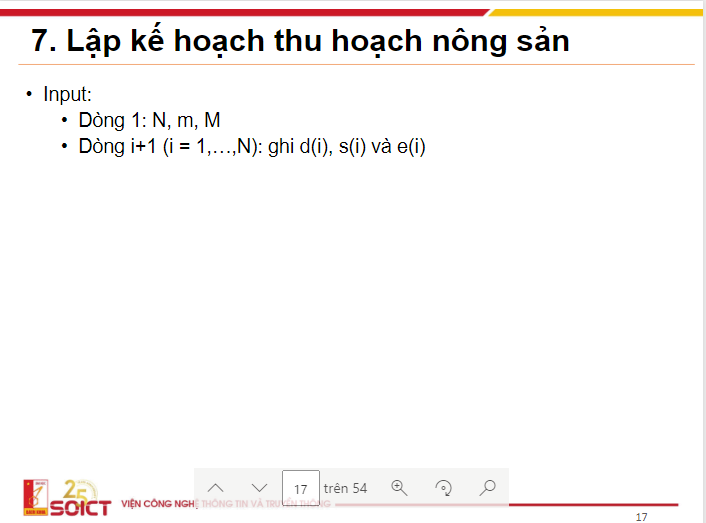 7. Lập kế hoạch thu hoạch nông sản
• Input:
• Dòng 1: N, m, M
• Dòng i+1 (i = 1,…,N): ghi d(i), s(i) và e(i)
25
SOICT
VIỆN CÔNG NGHỆ THÔNG TIN VÀ TRUYỀN THÔNG
17 trên 54
17